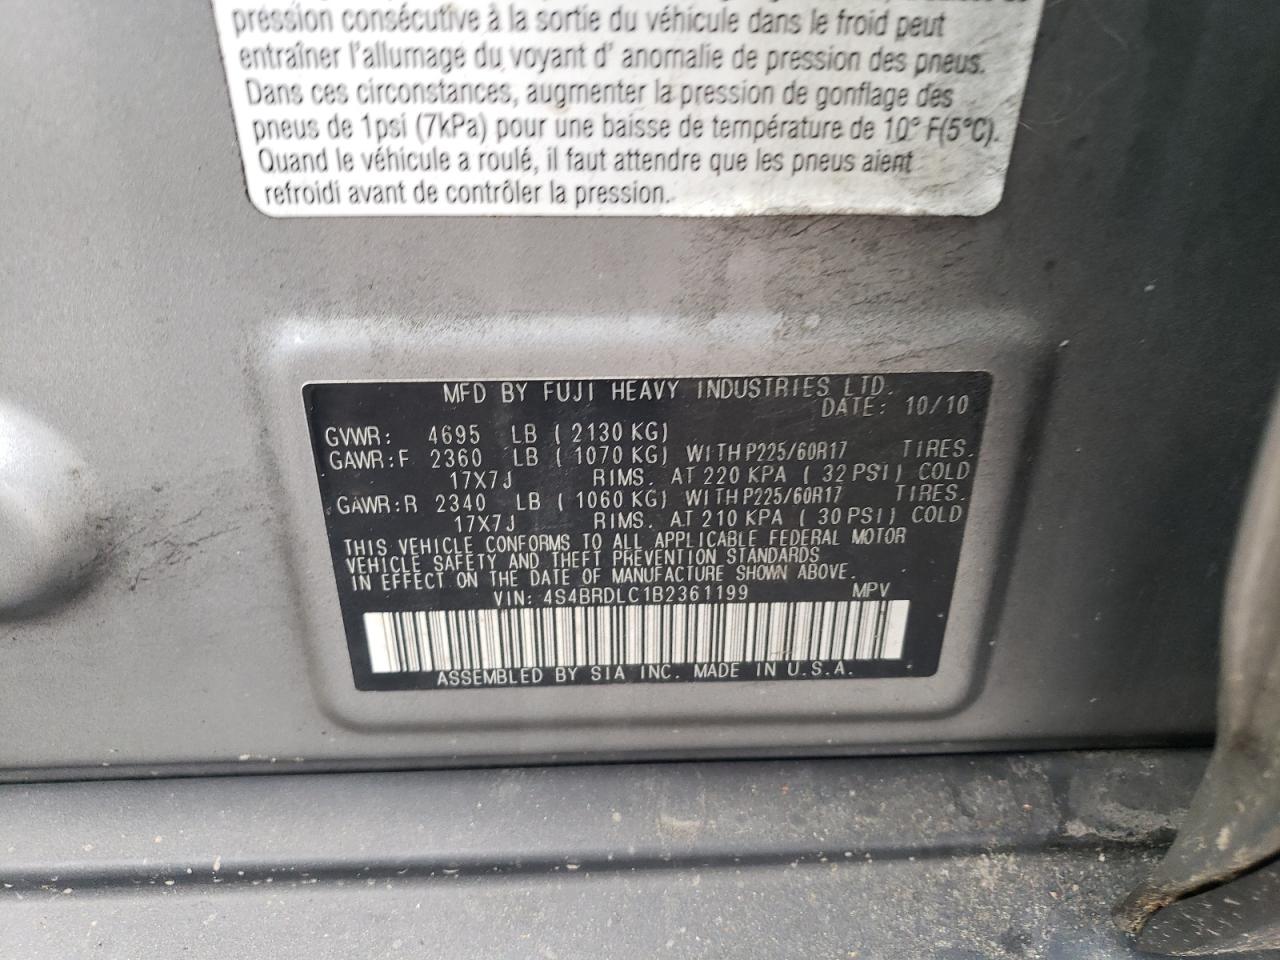 pression consécutive à la sortie du véhicule dans le froid peut
entraîner l'allumage du voyant d' anomalie de pression des pneus.
Dans ces circonstances, augmenter la pression de gonflage des
pneus de 1psi (7kPa) pour une baisse de température de 10° F(5°C).
Quand le véhicule a roulé, il faut attendre que les pneus aient
refroidi avant de contrôler la pression.
MFD BY FUJI HEAVY INDUSTRIES LTD.
DATE: 10/10
GVWR: 4695 LB ( 2130 KG)
GAWR:F 2360 LB ( 1070 KG) WITH P225/60R17 TIRES.
17X7J RIMS. AT 220 KPA ( 32 PSI) COLD
GAWR:R 2340 LB ( 1060 KG) WITH P225/60R17 TIRES.
17X7J RIMS. AT 210 KPA ( 30 PSI) COLD
THIS VEHICLE CONFORMS TO ALL APPLICABLE FEDERAL MOTOR
VEHICLE SAFETY AND THEFT PREVENTION STANDARDS
IN EFFECT ON THE DATE OF MANUFACTURE SHOWN ABOVE.
VIN: 4S4BRDLC1B2361199 MPV
ASSEMBLED BY SIA INC. MADE IN U.S.A.